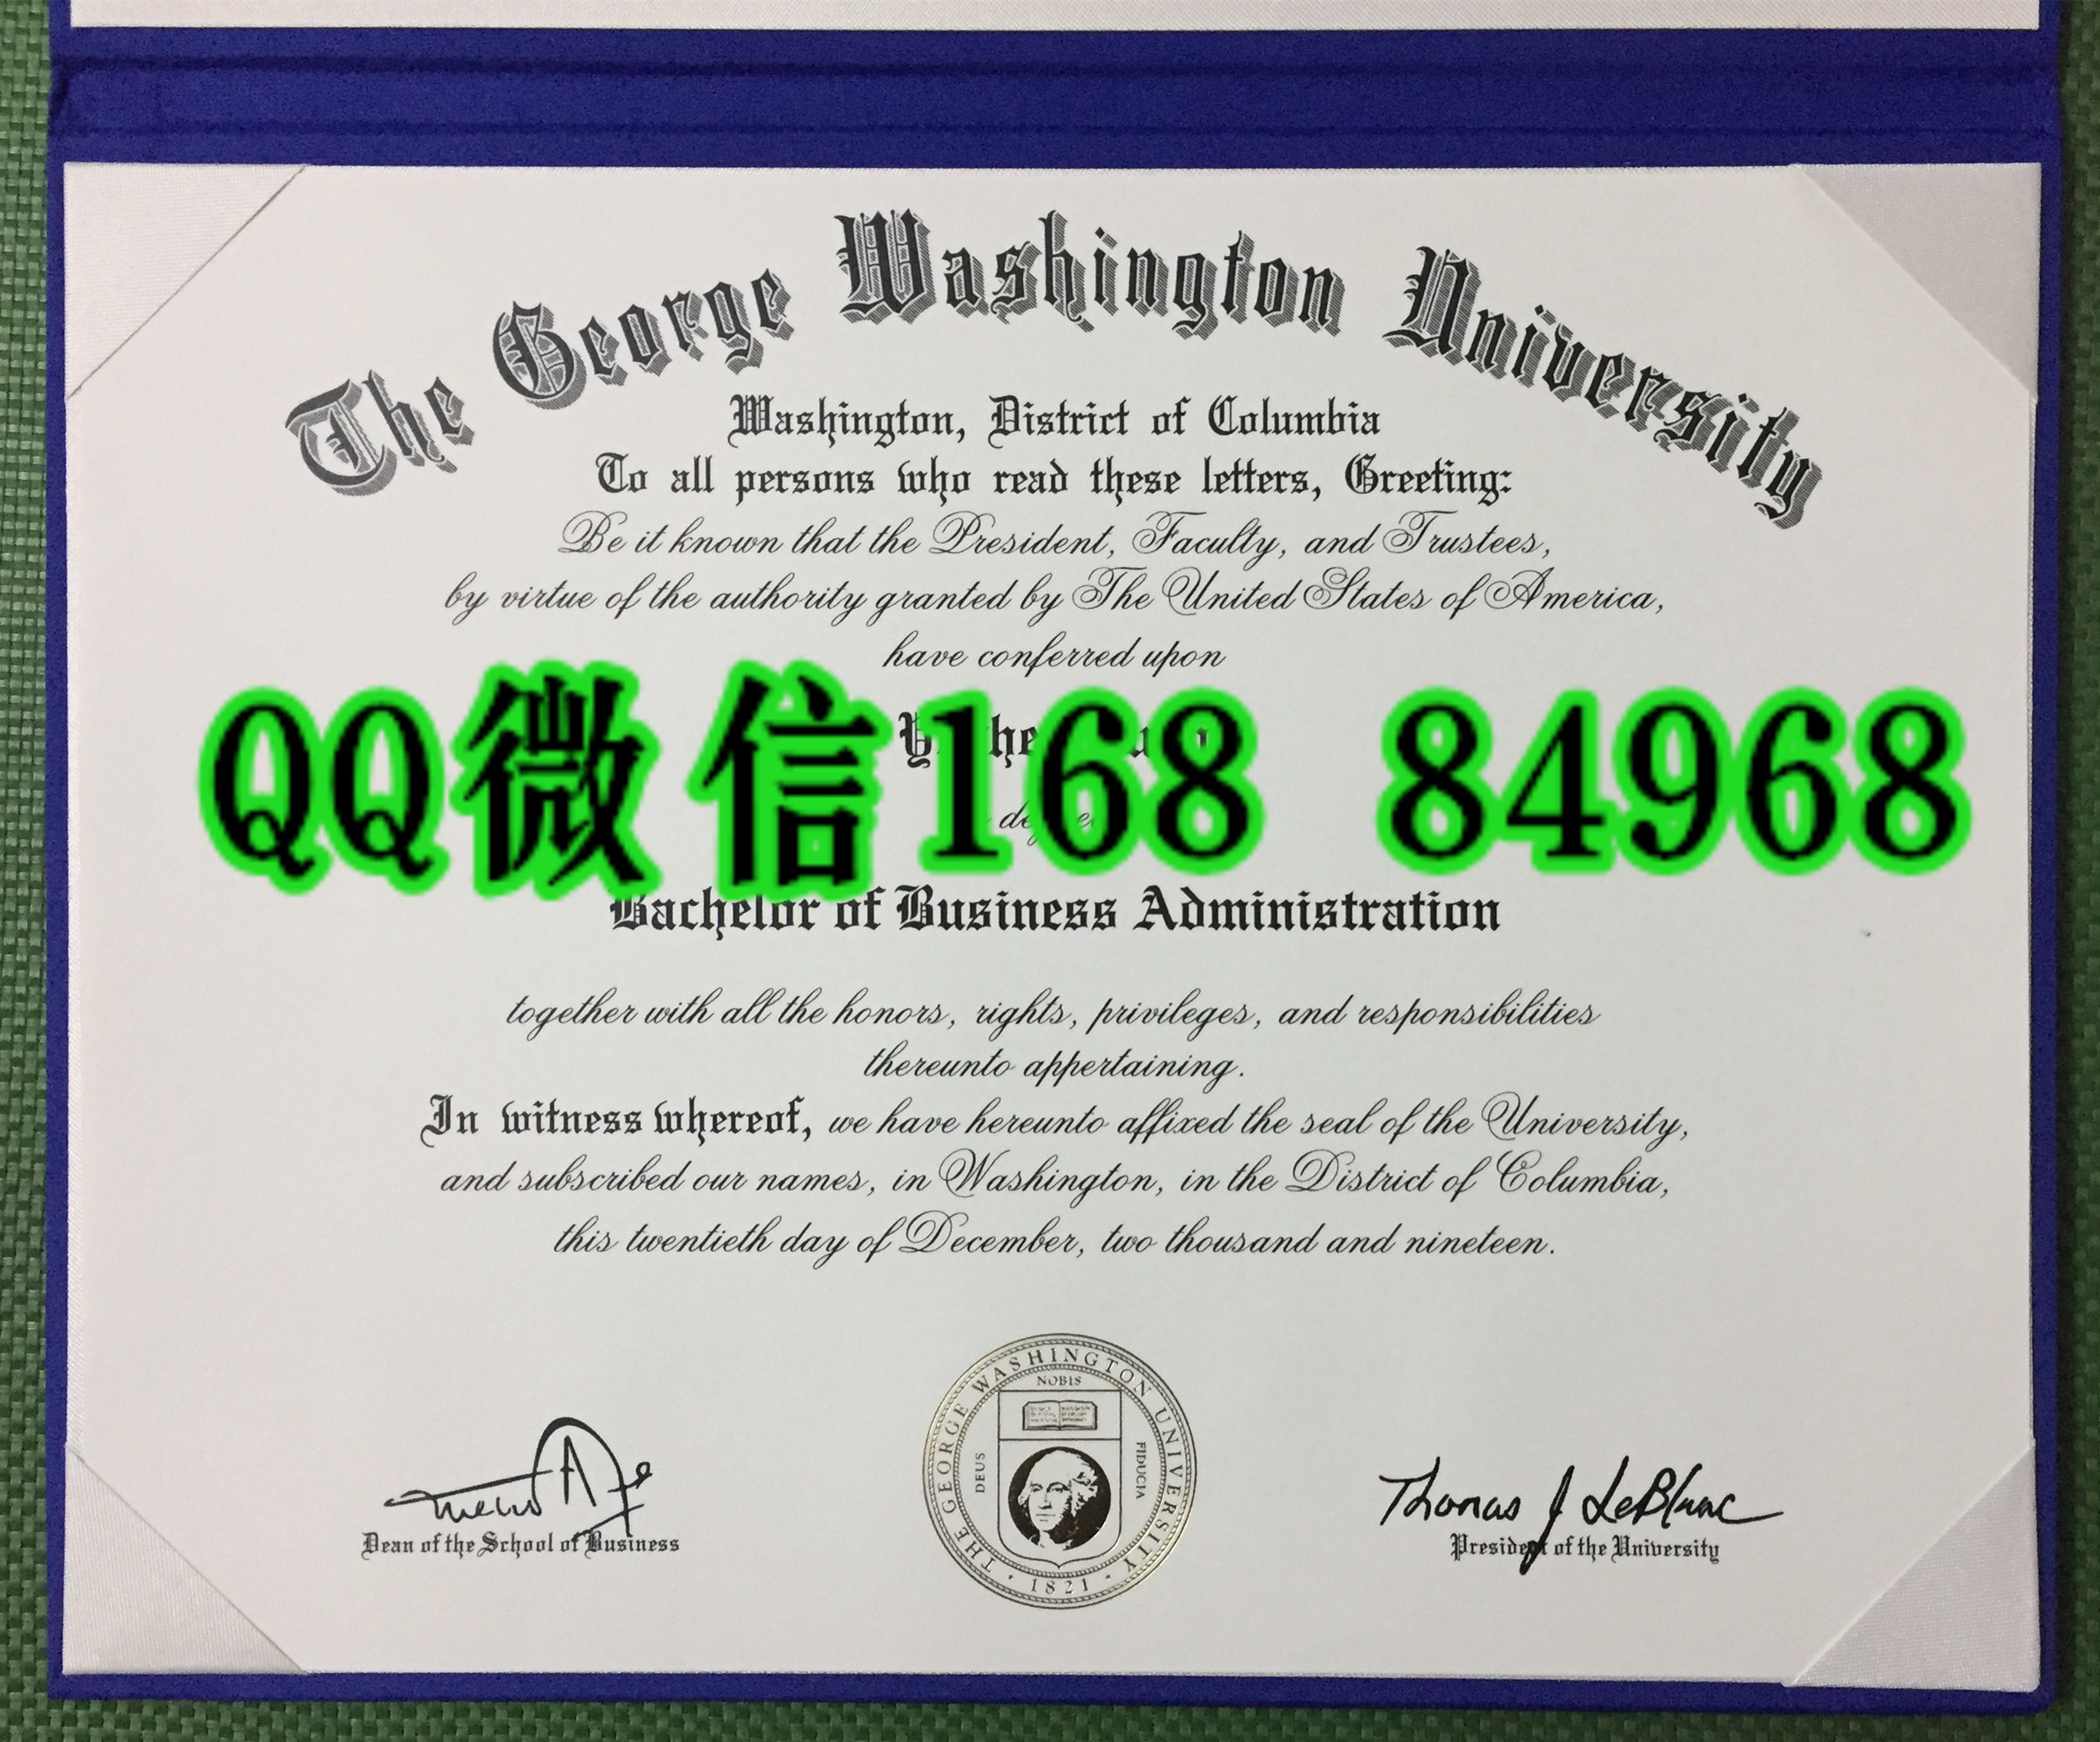 The George Washington University
Washington, District of Columbia
To all persons who read these letters, Greeting:
Be it known that the President, Faculty, and Trustees,
by virtue of the authority granted by The United States of America,
have conferred upon
QQ微信168 84968
Bachelor of Business Administration
together with all the honors, rights, privileges, and responsibilities
thereunto appertaining.
In witness whereof, we have hereunto affixed the seal of the University,
and subscribed our names, in Washington, in the District of Columbia,
this twentieth day of December, two thousand and nineteen.
Thomas J LeBlanc
Dean of the School of Business
President of the University
THE GEORGE WASHINGTON UNIVERSITY
NOBIS
DEUS
FIDUCIA
· 1821 ·